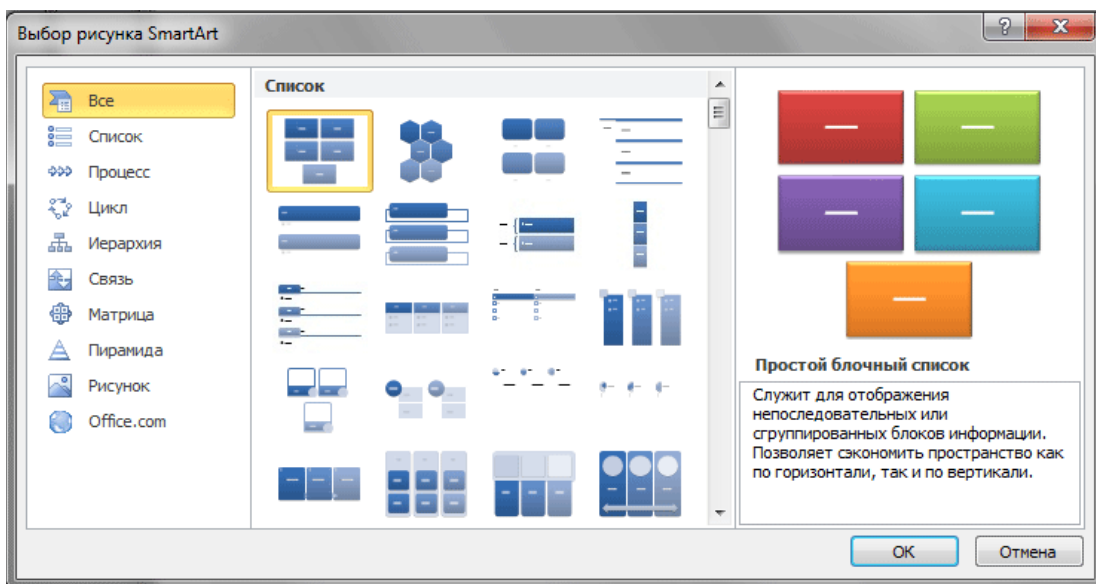 Выбор рисунка SmartArt
Все
Список
Процесс
Цикл
Иерархия
Связь
Матрица
Пирамида
Рисунок
Office.com
Список
Простой блочный список
Служит для отображения
непоследовательных или
сгруппированных блоков информации.
Позволяет сэкономить пространство как
по горизонтали, так и по вертикали.
ОК
Отмена